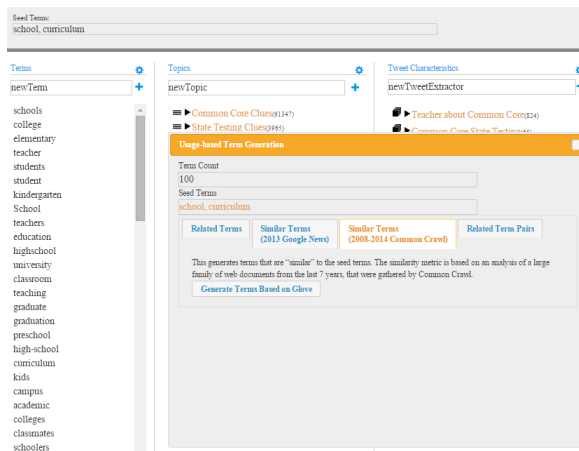 Seed Terms:
school, curriculum
Terms
newTerm
schools
college
elementary
teacher
students
student
kindergarten
School
teachers
education
highschool
university
classroom
teaching
graduate
graduation
preschool
high-school
curriculum
kids
campus
academic
colleges
classmates
schoolers
Topics
newTopic
Common Core Clues(61347)
State Testing Clues(3965)
Tweet Characteristics
newTweetExtractor
Teacher about Common Core(824)
Common Core State Testing
Usage-based Term Generation
Term Count
100
Seed Terms
school, curriculum
Related Terms
Similar Terms
(2013 Google News)
Similar Terms
(2008-2014 Common Crawl)
Related Term Pairs
This generates terms that are “similar” to the seed terms. The similarity metric is based on an analysis of a large
family of web documents from the last 7 years, that were gathered by Common Crawl.
Generate Terms Based on Glove